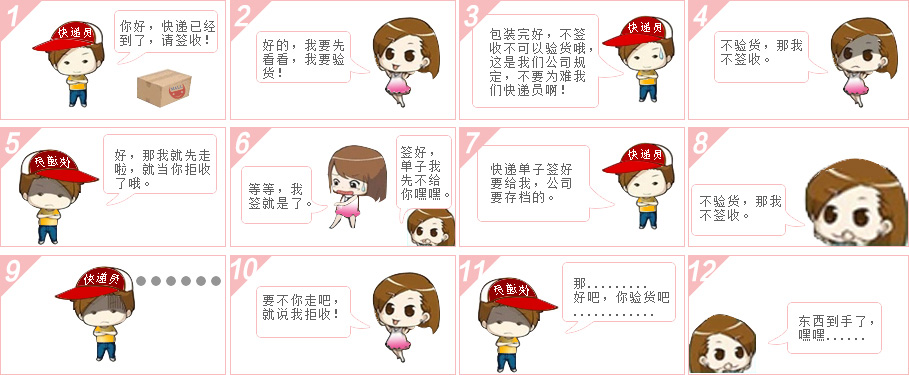 1
快递员
你好，快递已经
到了，请签收！
2
好的，我要先
看看，我要验
货！
3
包装完好，不签
收不可以验货哦，
这是我们公司规
定，不要为难我
们快递员啊！
快递员
4
不验货，那我
不签收。
5
快递员
好，那我就先走
啦，就当你拒收
了哦。
6
等等，我
签就是了。
签好，
单子我
先不给
你嘿嘿。
7
快递单子签好
要给我，公司
要存档的。
快递员
8
不验货，那我
不签收。
9
快递员
10
要不你走吧，
就说我拒收！
11
快递员
那.........
好吧，你验货吧
............
12
东西到手了，
嘿嘿......